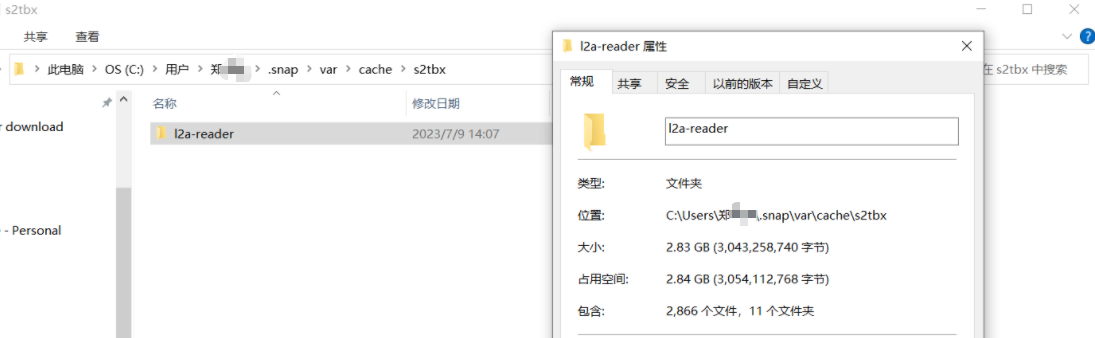 s2tbx
共享 查看
此电脑 > OS (C:) > 用户 > 郑 > .snap > var > cache > s2tbx
在 s2tbx 中搜索
名称 修改日期
r download
l2a-reader 2023/7/9 14:07
- Personal
l2a-reader 属性
常规 共享 安全 以前的版本 自定义
l2a-reader
类型: 文件夹
位置: C:\Users\郑\.snap\var\cache\s2tbx
大小: 2.83 GB (3,043,258,740 字节)
占用空间: 2.84 GB (3,054,112,768 字节)
包含: 2,866 个文件，11 个文件夹